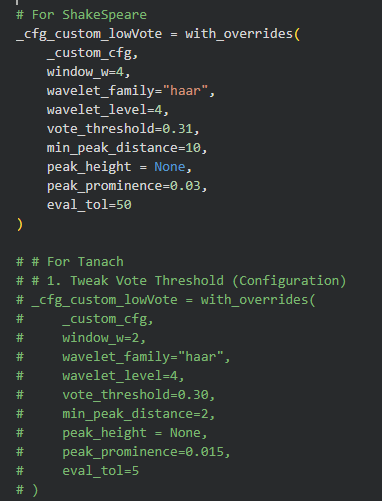 # For ShakeSpeare
_cfg_custom_lowVote = with_overrides(
    _custom_cfg,
    window_w=4,
    wavelet_family="haar",
    wavelet_level=4,
    vote_threshold=0.31,
    min_peak_distance=10,
    peak_height = None,
    peak_prominence=0.03,
    eval_tol=50
)

# # For Tanach
# # 1. Tweak Vote Threshold (Configuration)
# _cfg_custom_lowVote = with_overrides(
#     _custom_cfg,
#     window_w=2,
#     wavelet_family="haar",
#     wavelet_level=4,
#     vote_threshold=0.30,
#     min_peak_distance=2,
#     peak_height = None,
#     peak_prominence=0.015,
#     eval_tol=5
# )